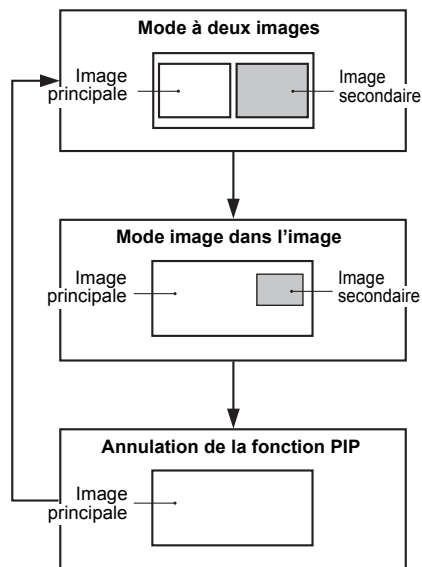 Mode à deux images
Image
principale
Image
secondaire
Mode image dans l'image
Image
principale
Image
secondaire
Annulation de la fonction PIP
Image
principale